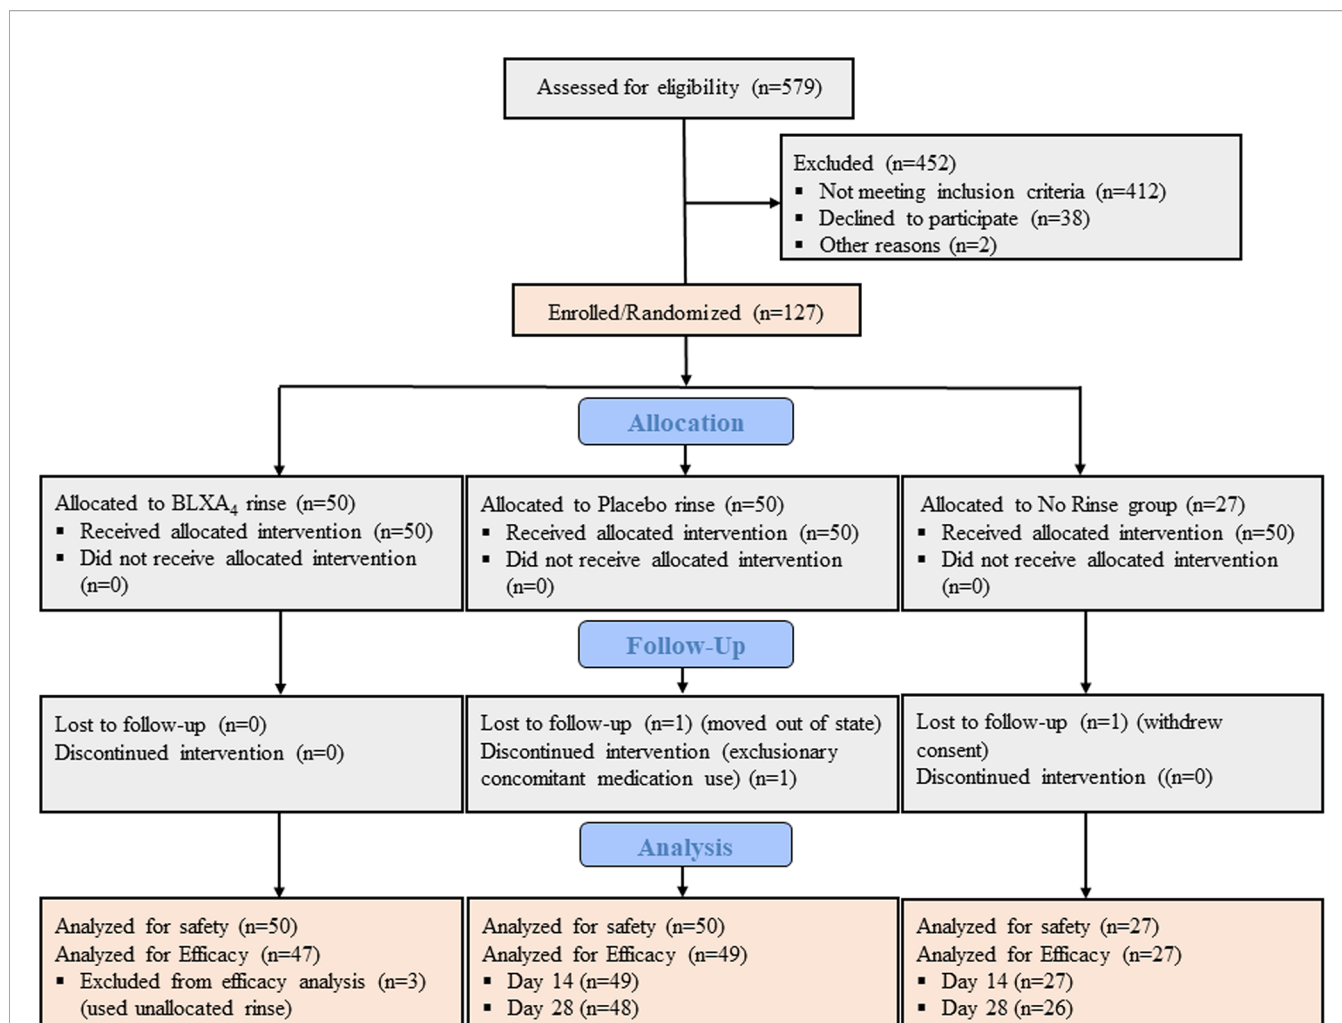 Assessed for eligibility (n=579)
Excluded (n=452)
▪ Not meeting inclusion criteria (n=412)
▪ Declined to participate (n=38)
▪ Other reasons (n=2)
Enrolled/Randomized (n=127)
Allocation
Allocated to BLXA₄ rinse (n=50)
▪ Received allocated intervention (n=50)
▪ Did not receive allocated intervention
(n=0)
Allocated to Placebo rinse (n=50)
▪ Received allocated intervention (n=50)
▪ Did not receive allocated intervention
(n=0)
Allocated to No Rinse group (n=27)
▪ Received allocated intervention (n=50)
▪ Did not receive allocated intervention
(n=0)
Follow-Up
Lost to follow-up (n=0)
Discontinued intervention (n=0)
Lost to follow-up (n=1) (moved out of state)
Discontinued intervention (exclusionary
concomitant medication use) (n=1)
Lost to follow-up (n=1) (withdrew
consent)
Discontinued intervention ((n=0)
Analysis
Analyzed for safety (n=50)
Analyzed for Efficacy (n=47)
▪ Excluded from efficacy analysis (n=3)
(used unallocated rinse)
Analyzed for safety (n=50)
Analyzed for Efficacy (n=49)
▪ Day 14 (n=49)
▪ Day 28 (n=48)
Analyzed for safety (n=27)
Analyzed for Efficacy (n=27)
▪ Day 14 (n=27)
▪ Day 28 (n=26)